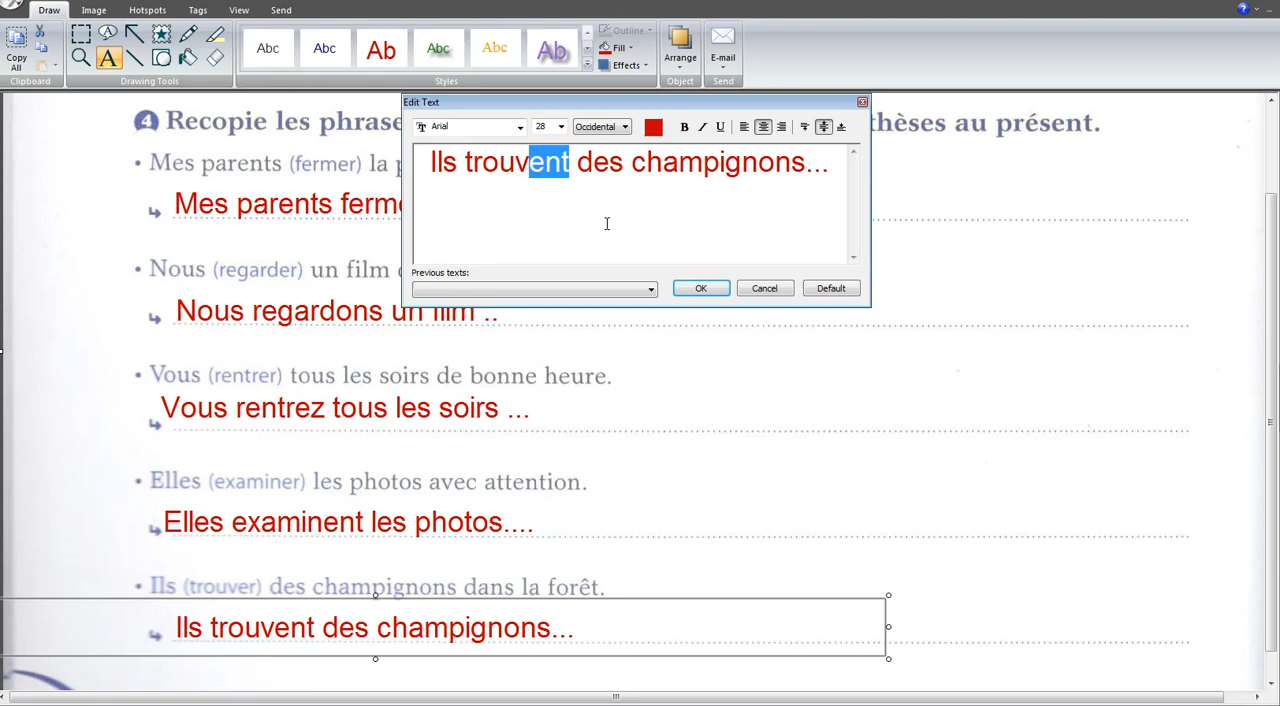 Draw Image Hotspots Tags View Send
Copy All
Clipboard
Drawing Tools
Abc Abc Ab Abc Abc Ab
Styles
Outline
Fill
Effects
Arrange
Object
E-mail
Send
Edit Text
Arial 28 Occidental B I U
Ils trouvent des champignons...
Previous texts:
OK Cancel Default
4 Recopie les phras thèses au présent.
• Mes parents (fermer) la p
Mes parents ferme
• Nous (regarder) un film
Nous regardons un film ..
• Vous (rentrer) tous les soirs de bonne heure.
Vous rentrez tous les soirs ...
• Elles (examiner) les photos avec attention.
Elles examinent les photos....
• Ils (trouver) des champignons dans la forêt.
Ils trouvent des champignons...